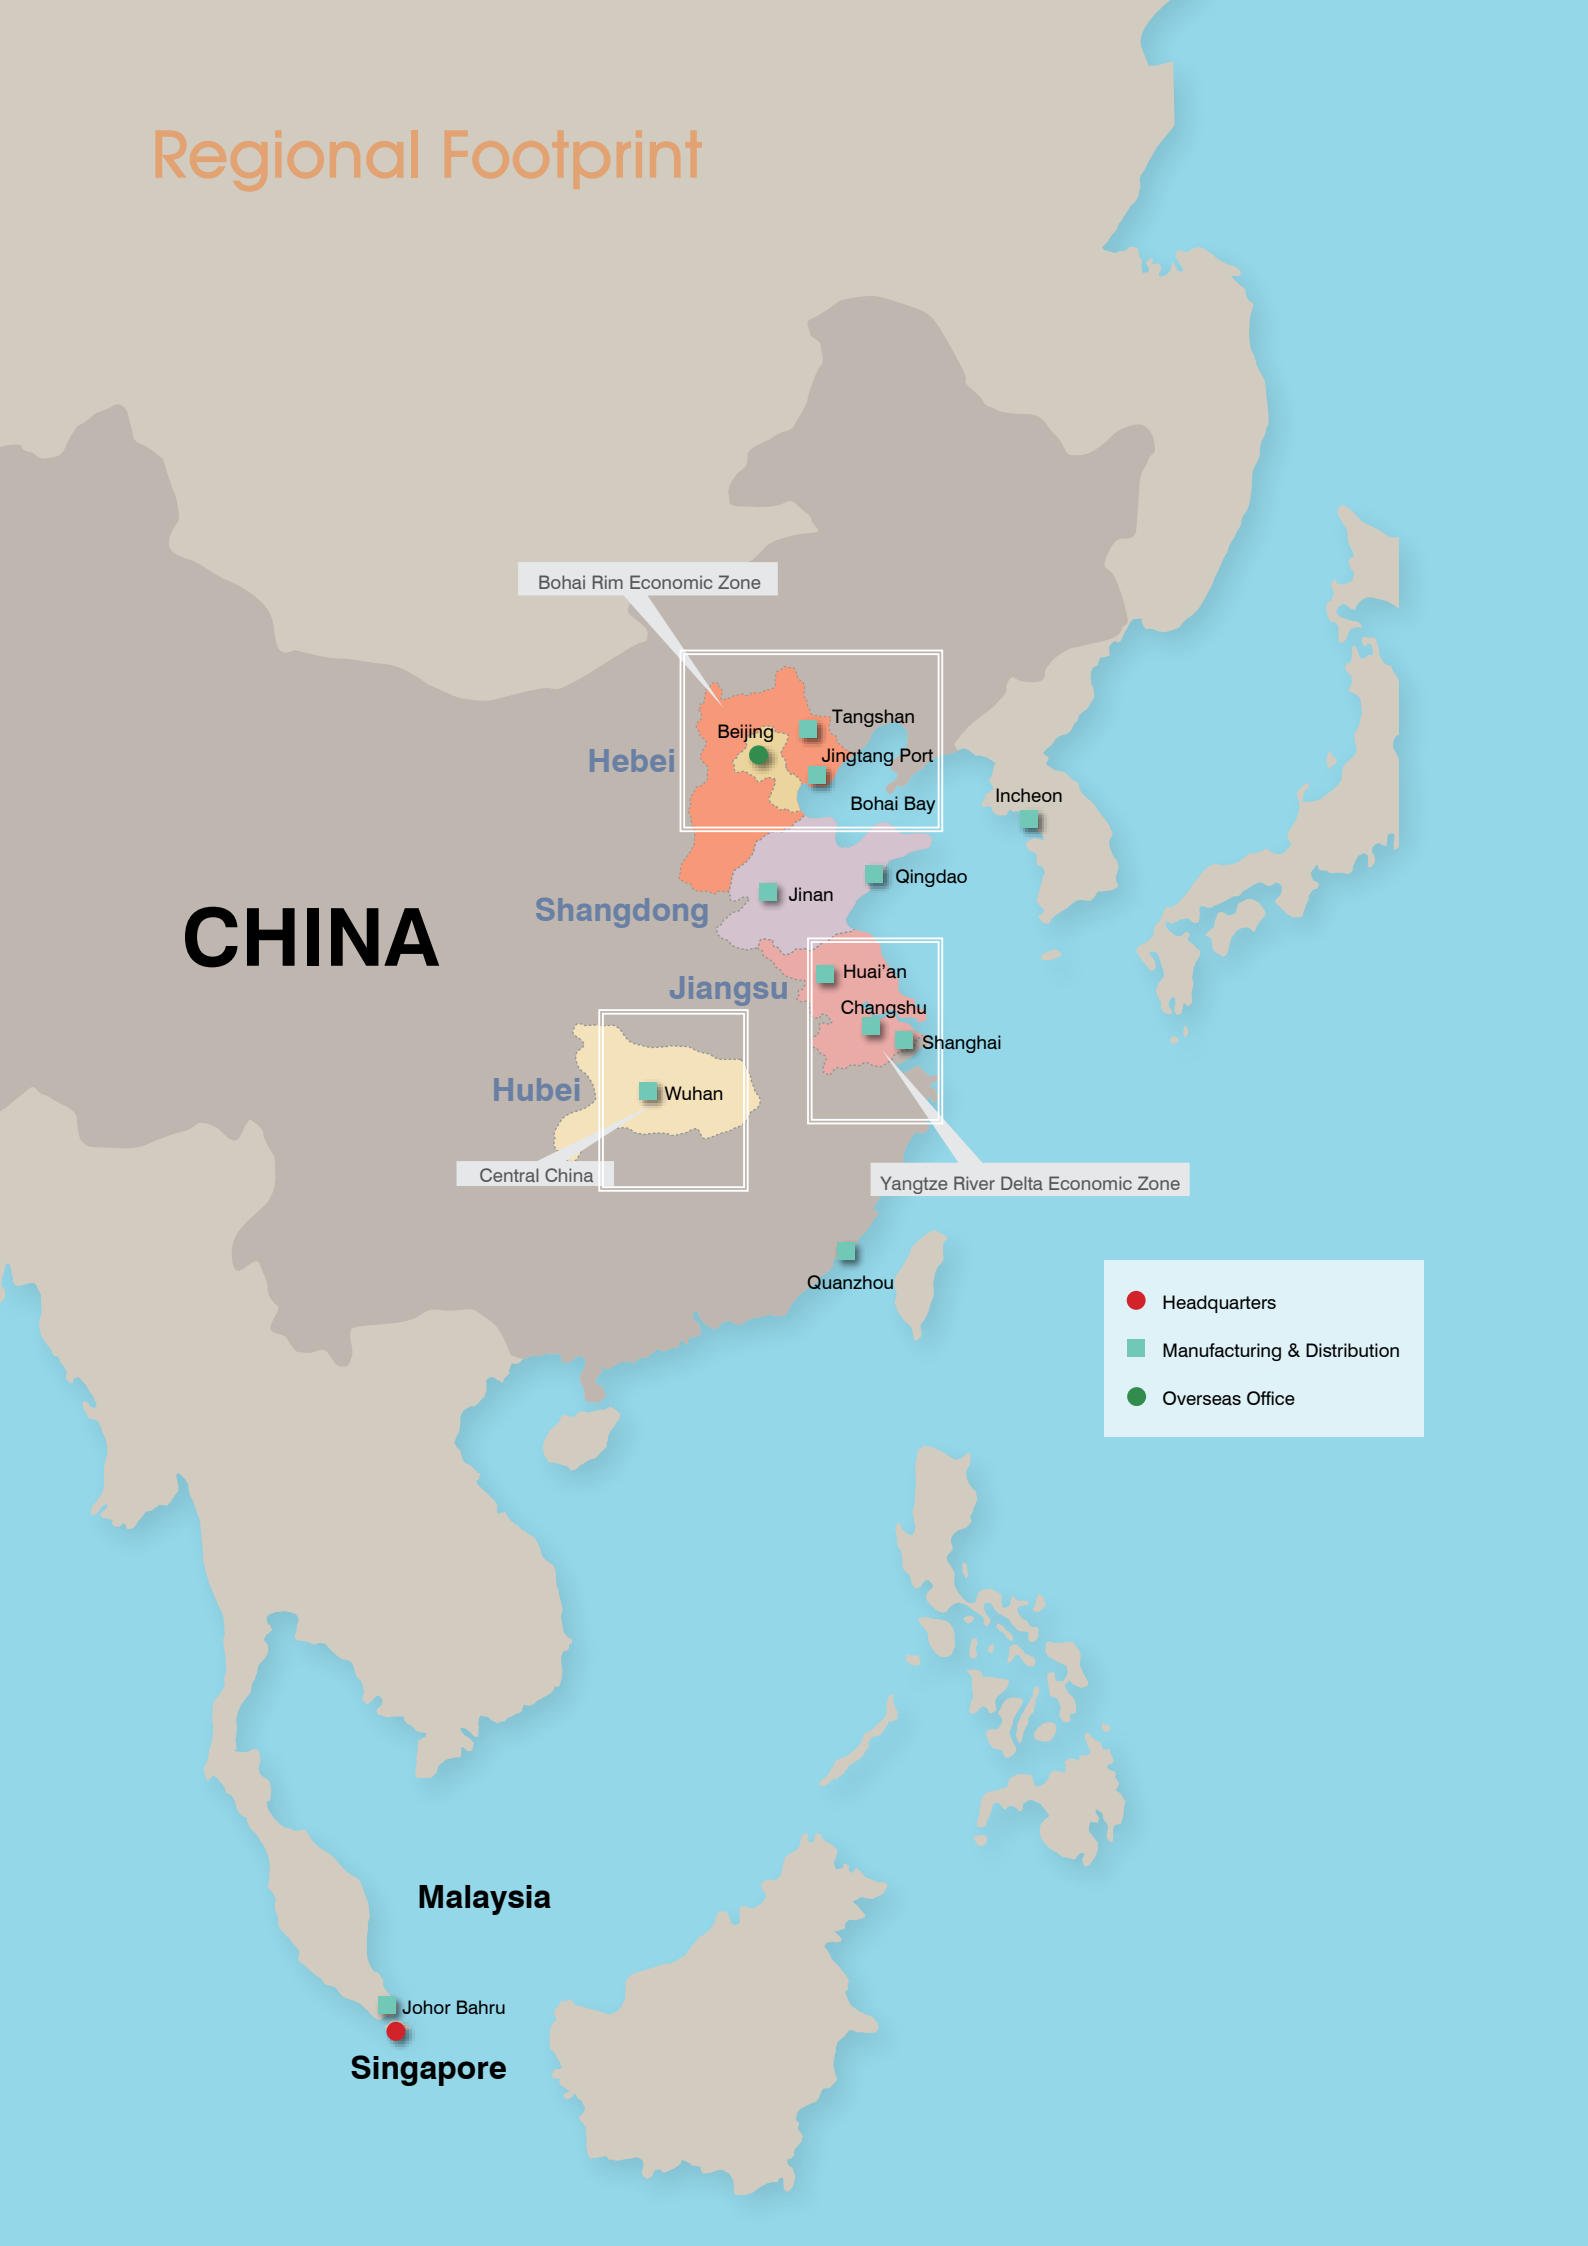 Regional Footprint
Bohai Rim Economic Zone
Tangshan
Beijing
Hebei
Jingtang Port
Bohai Bay
Incheon
Qingdao
Jinan
Shangdong
CHINA
Huai'an
Jiangsu
Changshu
Shanghai
Hubei
Wuhan
Central China
Yangtze River Delta Economic Zone
Quanzhou
Headquarters
Manufacturing & Distribution
Overseas Office
Malaysia
Johor Bahru
Singapore